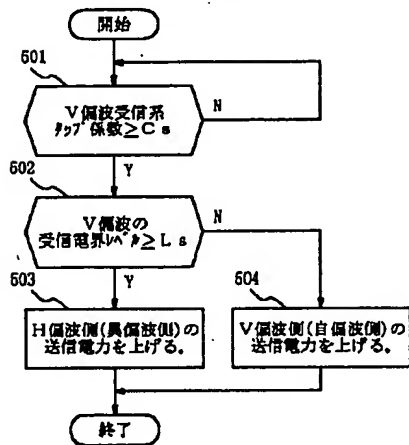 開始
501
V偏波受信系
タップ係数≧Cs
N
Y
502
V偏波の
受信電界レベル≧Ls
N
Y
503
H偏波側(異偏波側)の
送信電力を上げる。
504
V偏波側(自偏波側)の
送信電力を上げる。
終了